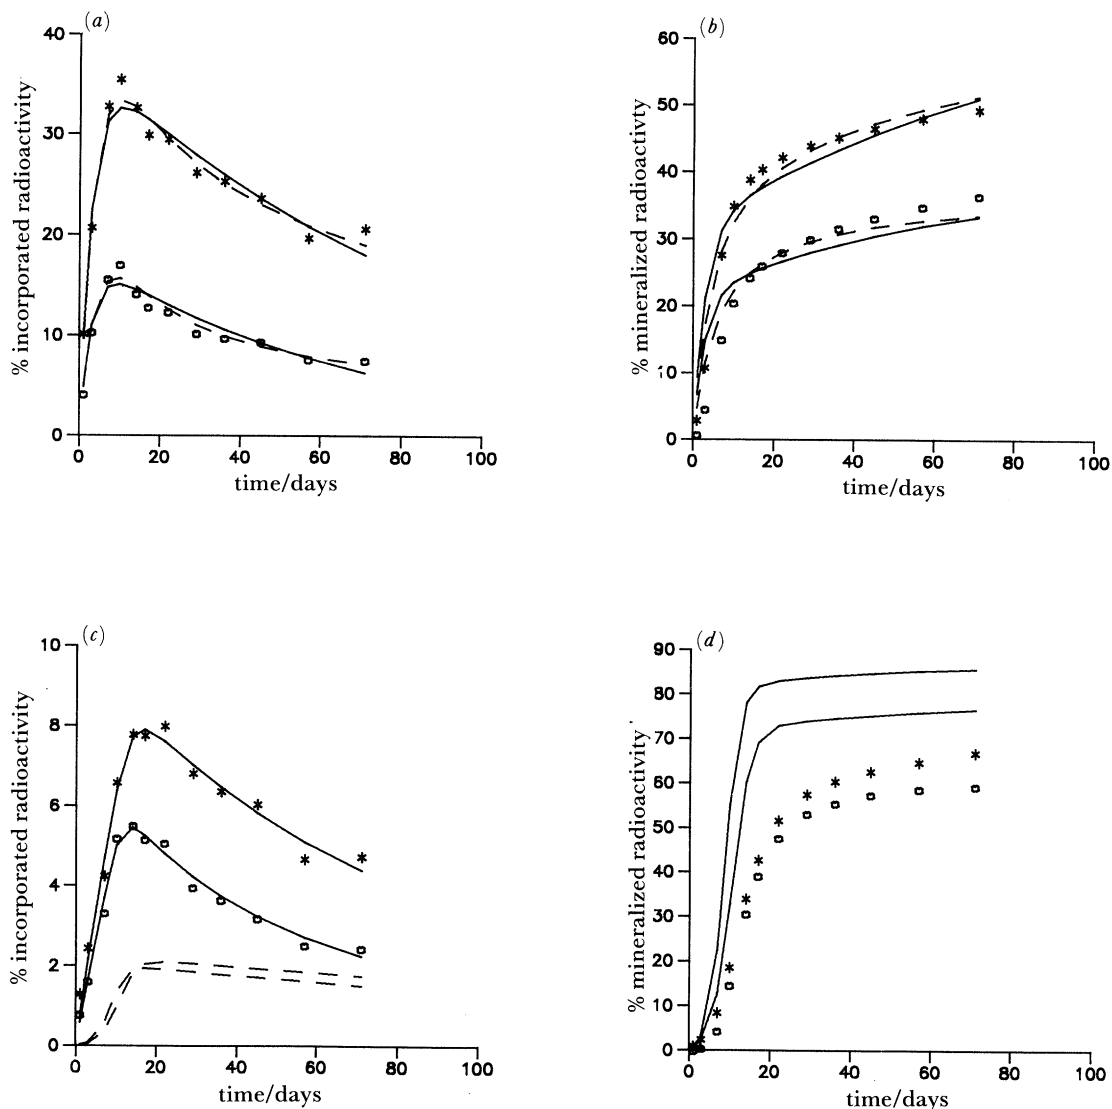 (a)
% incorporated radioactivity
40
30
20
10
0
0 20 40 60 80 100
time/days
(b)
% mineralized radioactivty
60
50
40
30
20
10
0
0 20 40 60 80 100
time/days
(c)
% incorporated radioactivity
10
8
6
4
2
0
0 20 40 60 80 100
time/days
(d)
% mineralized radioactivity
90
80
70
60
50
40
30
20
10
0
0 20 40 60 80 100
time/days